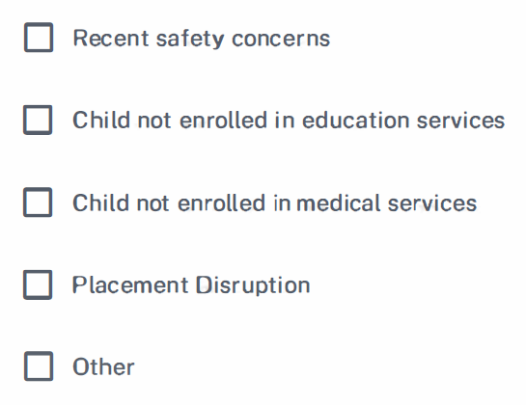 Recent safety concerns
Child not enrolled in education services
Child not enrolled in medical services
Placement Disruption
Other